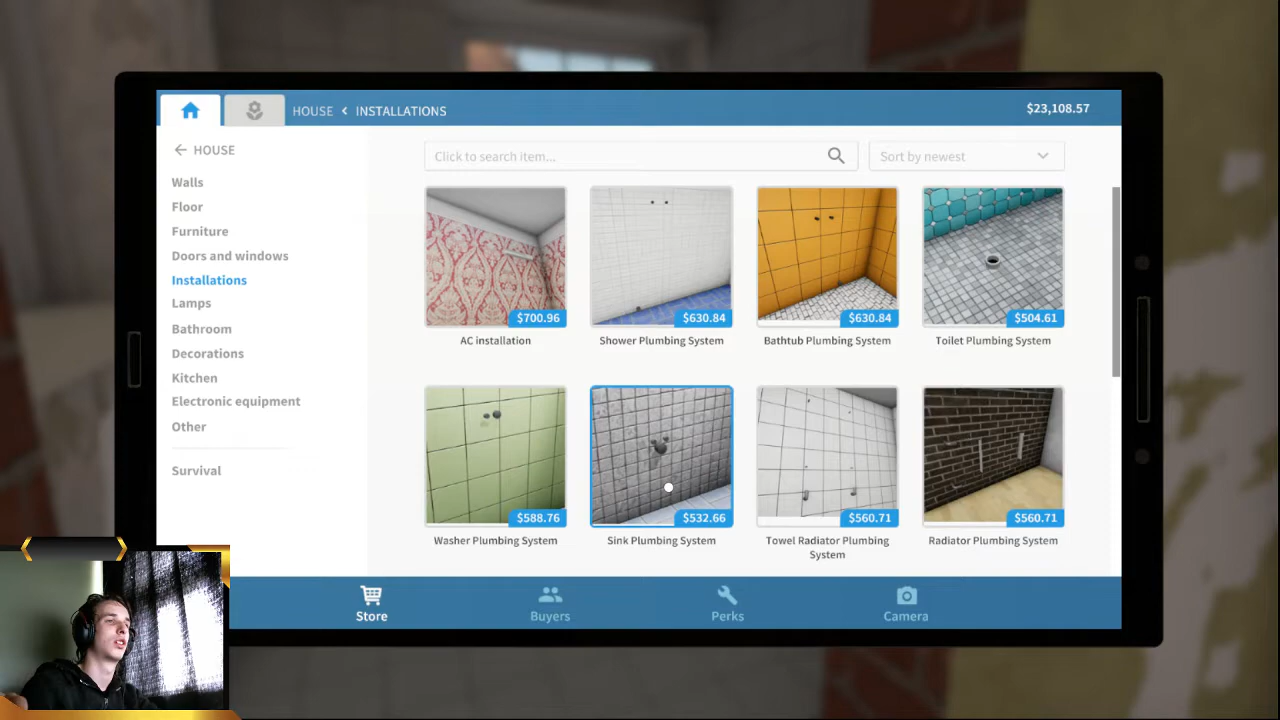 HOUSE < INSTALLATIONS
$23,108.57
HOUSE
Click to search item...
Sort by newest
Walls
Floor
Furniture
Doors and windows
Installations
Lamps
Bathroom
Decorations
Kitchen
Electronic equipment
Other
Survival
$700.96
$630.84
$630.84
$504.61
AC installation
Shower Plumbing System
Bathtub Plumbing System
Toilet Plumbing System
$588.76
$532.66
$560.71
$560.71
Washer Plumbing System
Sink Plumbing System
Towel Radiator Plumbing
System
Radiator Plumbing System
Store
Buyers
Perks
Camera